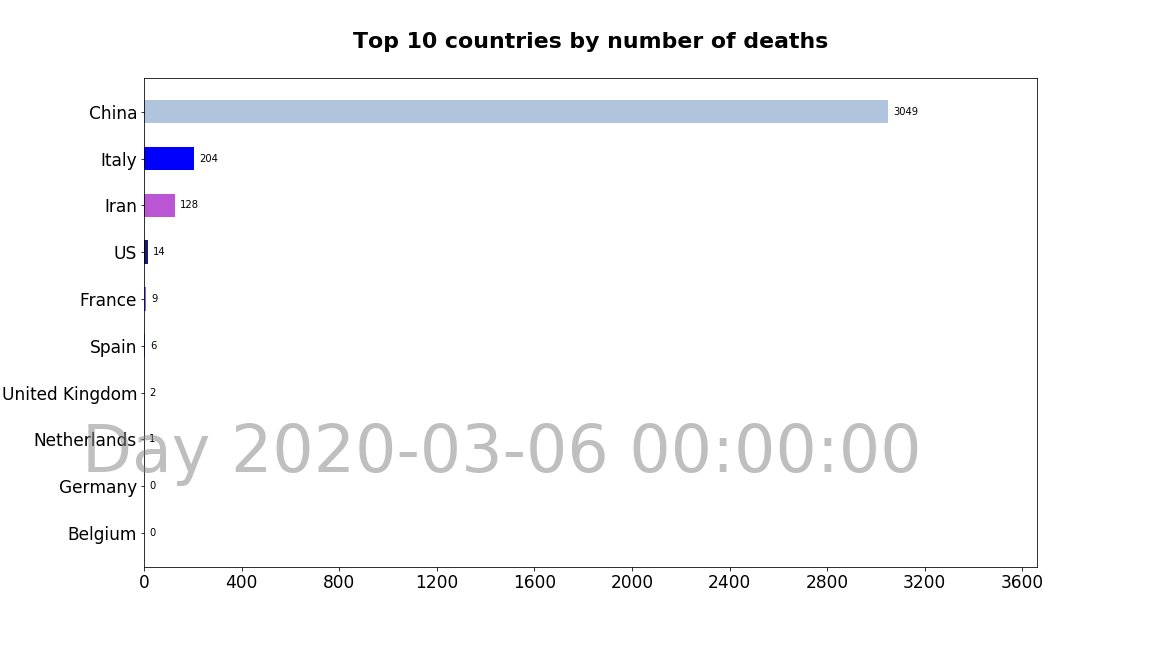 Top 10 countries by number of deaths
China 3049
Italy 204
Iran 128
US 14
France 9
Spain 6
United Kingdom 2
Netherlands 1
Day 2020-03-06 00:00:00
Germany 0
Belgium 0
0 400 800 1200 1600 2000 2400 2800 3200 3600